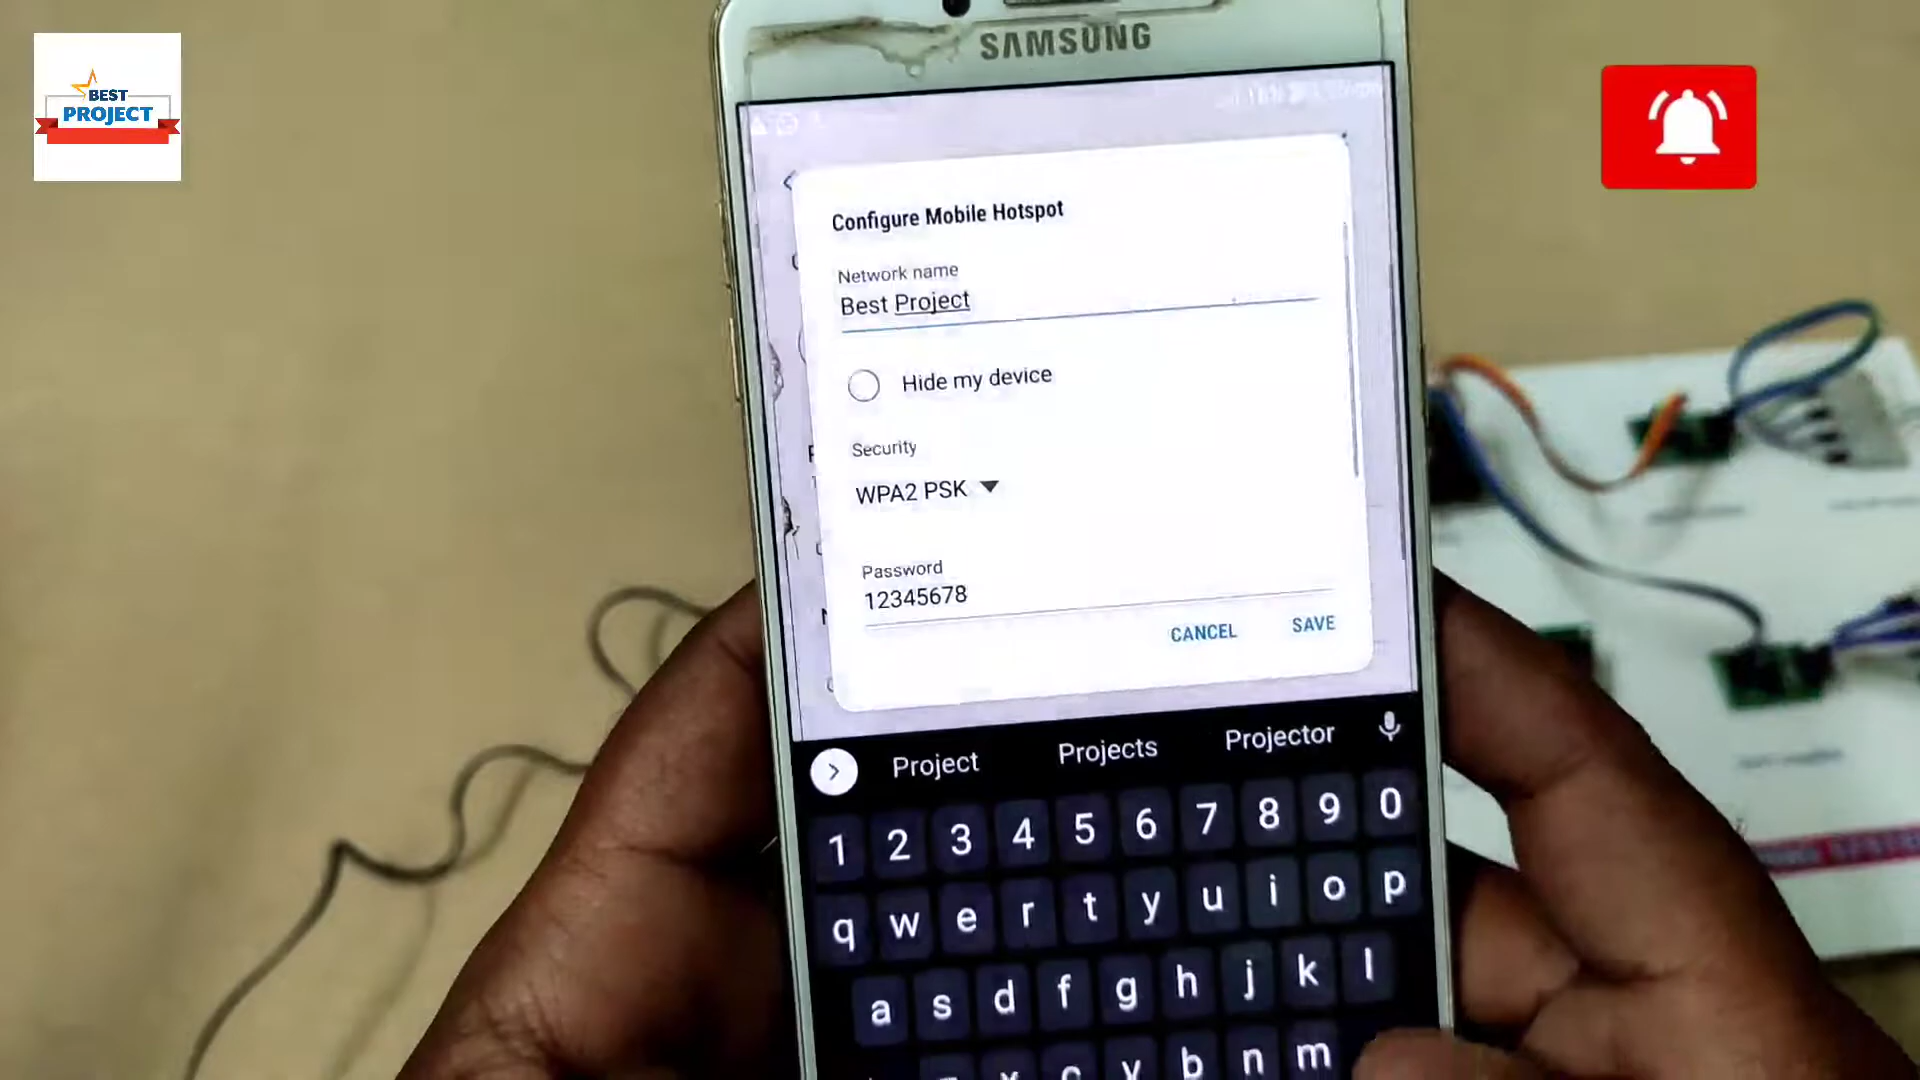 BEST
PROJECT
SAMSUNG
Configure Mobile Hotspot
Network name
Best Project
Hide my device
Security
WPA2 PSK
Password
12345678
CANCEL SAVE
Project Projects Projector
1 2 3 4 5 6 7 8 9 0
q w e r t y u i o p
a s d f g h j k l
x c v b n m